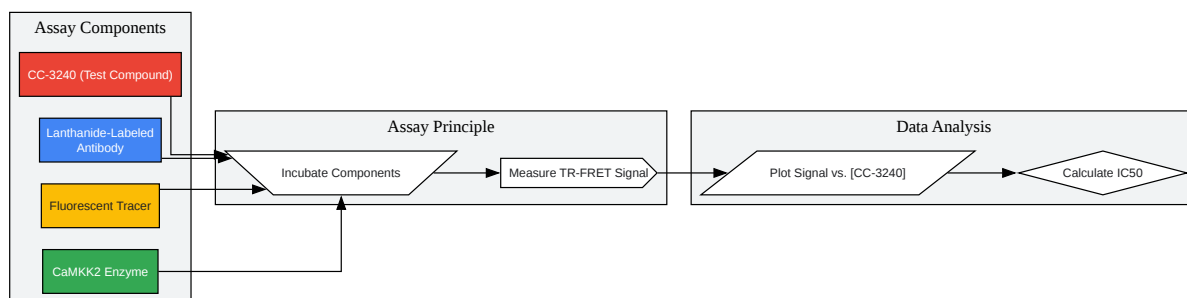 Assay Components
CC-3240 (Test Compound)
Lanthanide-Labeled
Antibody
Fluorescent Tracer
CaMKK2 Enzyme
Assay Principle
Incubate Components
Measure TR-FRET Signal
Data Analysis
Plot Signal vs. [CC-3240]
Calculate IC50